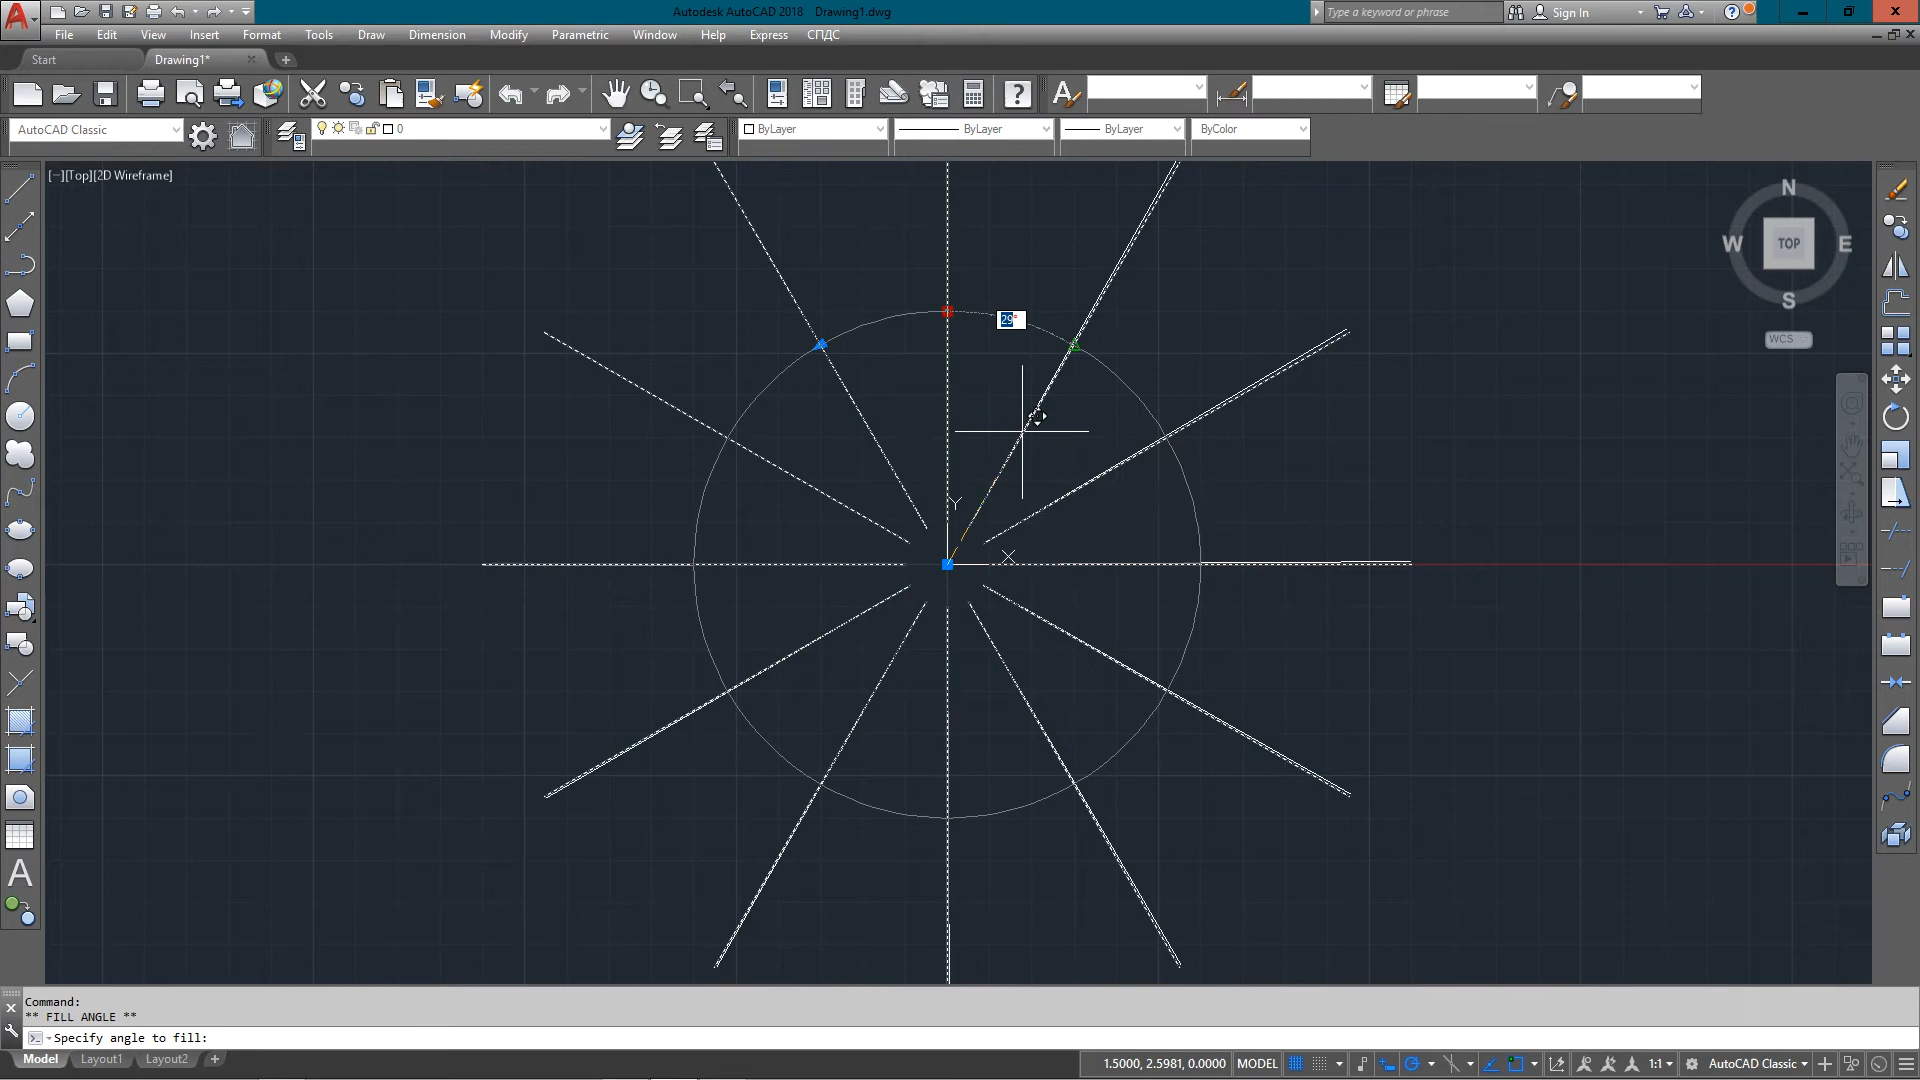 Autodesk AutoCAD 2018 Drawing1.dwg
Type a keyword or phrase
Sign In
File Edit View Insert Format Tools Draw Dimension Modify Parametric Window Help Express СПДС
Start
Drawing1*
AutoCAD Classic
0
ByLayer
ByLayer
ByLayer
ByColor
[−][Top][2D Wireframe]
N
W
TOP
E
S
WCS
29°
Y
X
A
Command:
** FILL ANGLE **
Specify angle to fill:
Model Layout1 Layout2
1.5000, 2.5981, 0.0000 MODEL
1:1
AutoCAD Classic